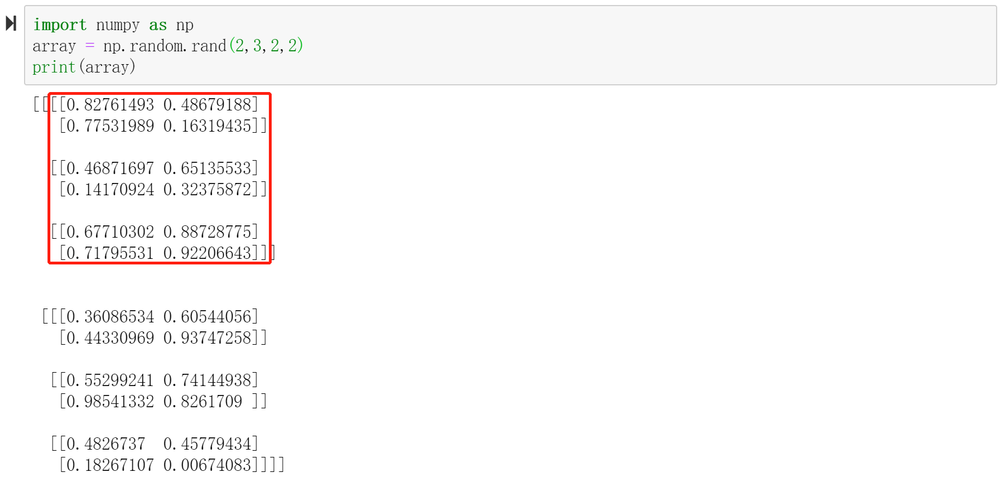 import numpy as np
array = np.random.rand(2,3,2,2)
print(array)
[[[[0.82761493 0.48679188]
[0.77531989 0.16319435]]
[[0.46871697 0.65135533]
[0.14170924 0.32375872]]
[[0.67710302 0.88728775]
[0.71795531 0.92206643]]]
[[[0.36086534 0.60544056]
[0.44330969 0.93747258]]
[[0.55299241 0.74144938]
[0.98541332 0.8261709 ]]
[[0.4826737  0.45779434]
[0.18267107 0.00674083]]]]